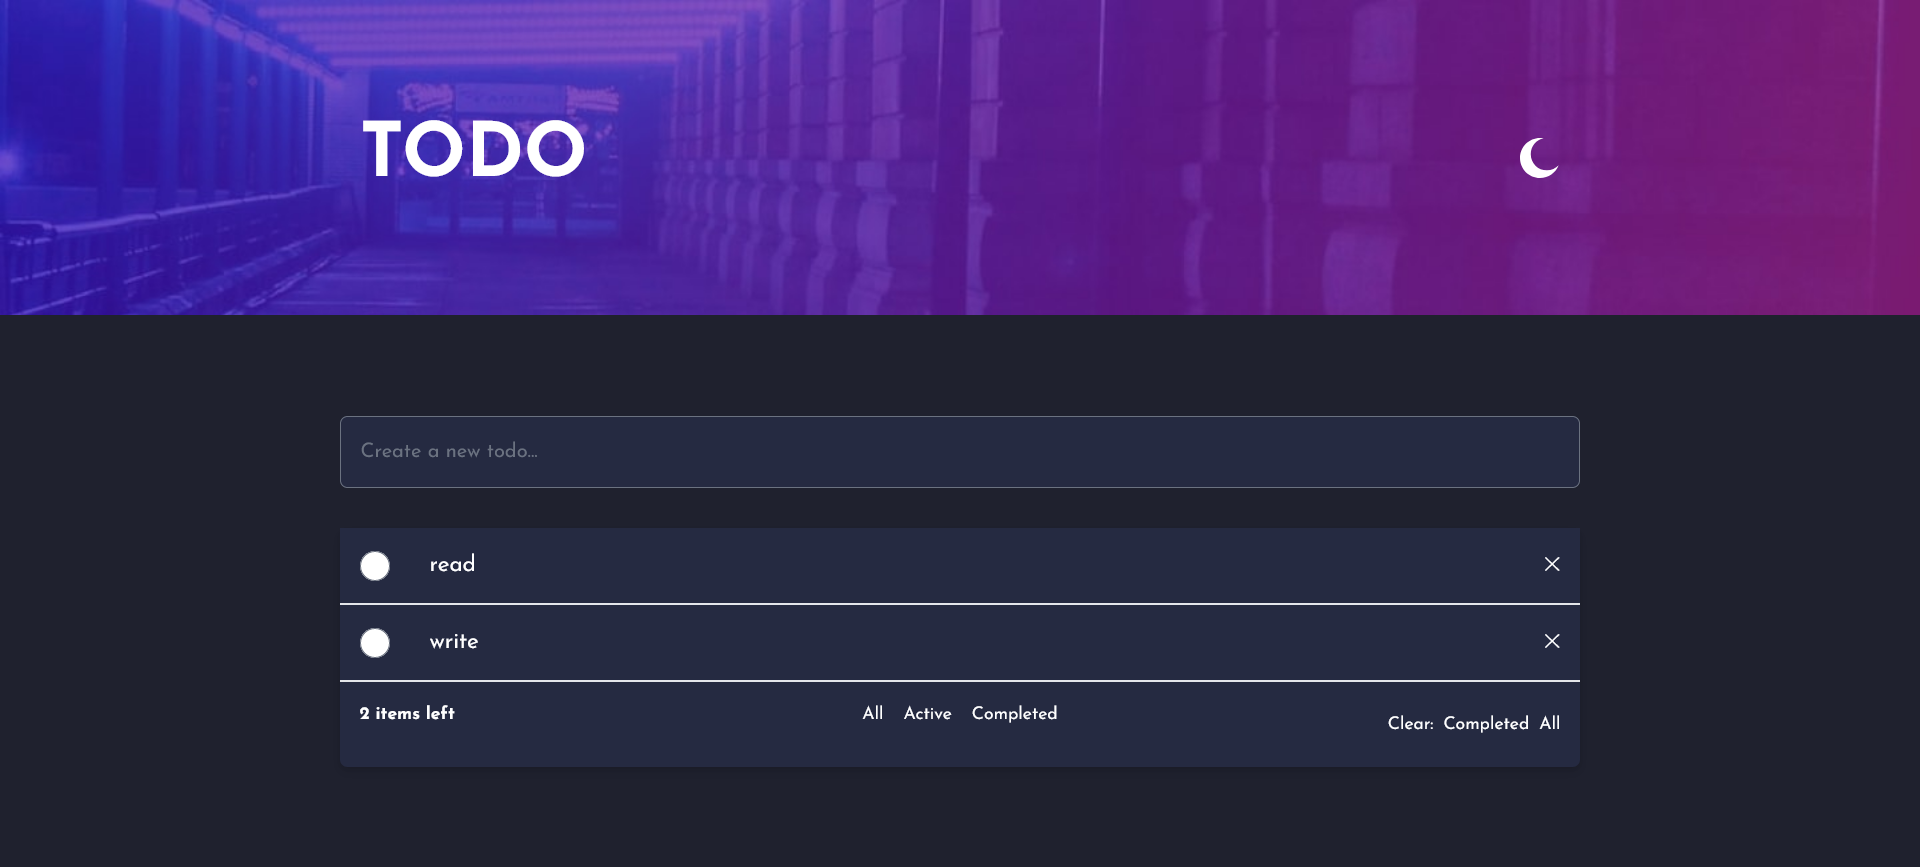 TODO
Create a new todo...
read
write
2 items left
All Active Completed
Clear: Completed All